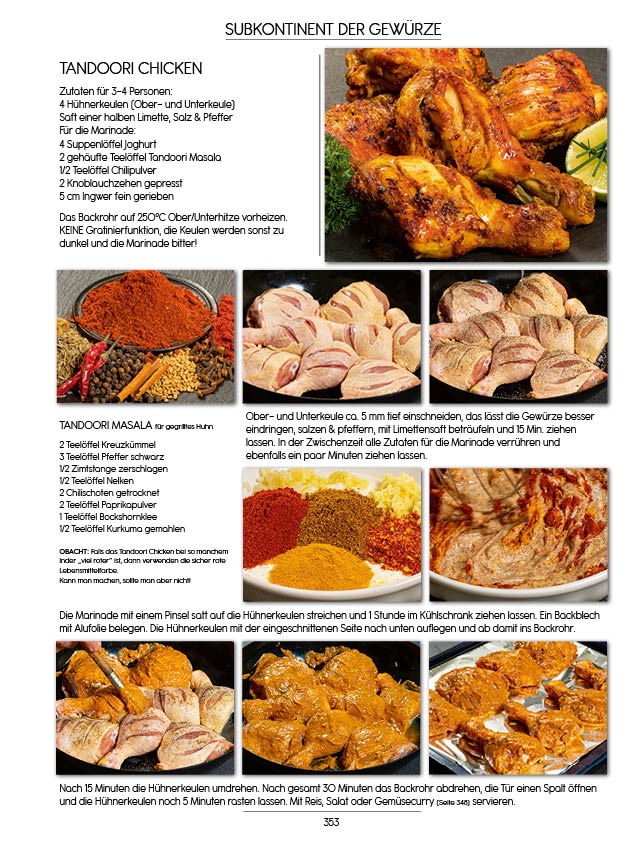 SUBKONTINENT DER GEWÜRZE
TANDOORI CHICKEN
Zutaten für 3-4 Personen:
4 Hühnerkeulen (Ober- und Unterkeule)
Saft einer halben Limette, Salz & Pfeffer
Für die Marinade:
4 Suppenlöffel Joghurt
2 gehäufte Teelöffel Tandoori Masala
1/2 Teelöffel Chilipulver
2 Knoblauchzehen gepresst
5 cm Ingwer fein gerieben
Das Backrohr auf 250°C Ober/Unterhitze vorheizen.
KEINE Gratinierfunktion, die Keulen werden sonst zu
dunkel und die Marinade bitter!
TANDOORI MASALA für gegrilltes Huhn
2 Teelöffel Kreuzkümmel
3 Teelöffel Pfeffer schwarz
1/2 Zimtstange zerschlagen
1/2 Teelöffel Nelken
2 Chilischoten getrocknet
2 Teelöffel Paprikapulver
1 Teelöffel Bockshornklee
1/2 Teelöffel Kurkuma gemahlen
OBACHT: Falls das Tandoori Chicken bei so manchem
Inder „viel roter" ist, dann verwenden die sicher rote
Lebensmittelfarbe.
Kann man machen, sollte man aber nicht!
Ober- und Unterkeule ca. 5 mm tief einschneiden, das lässt die Gewürze besser
eindringen, salzen & pfeffern, mit Limettensaft beträufeln und 15 Min. ziehen
lassen. In der Zwischenzeit alle Zutaten für die Marinade verrühren und
ebenfalls ein paar Minuten ziehen lassen.
Die Marinade mit einem Pinsel satt auf die Hühnerkeulen streichen und 1 Stunde im Kühlschrank ziehen lassen. Ein Backblech
mit Alufolie belegen. Die Hühnerkeulen mit der eingeschnittenen Seite nach unten auflegen und ab damit ins Backrohr.
Nach 15 Minuten die Hühnerkeulen umdrehen. Nach gesamt 30 Minuten das Backrohr abdrehen, die Tür einen Spalt öffnen
und die Hühnerkeulen noch 5 Minuten rasten lassen. Mit Reis, Salat oder Gemüsecurry (Seite 346) servieren.
353